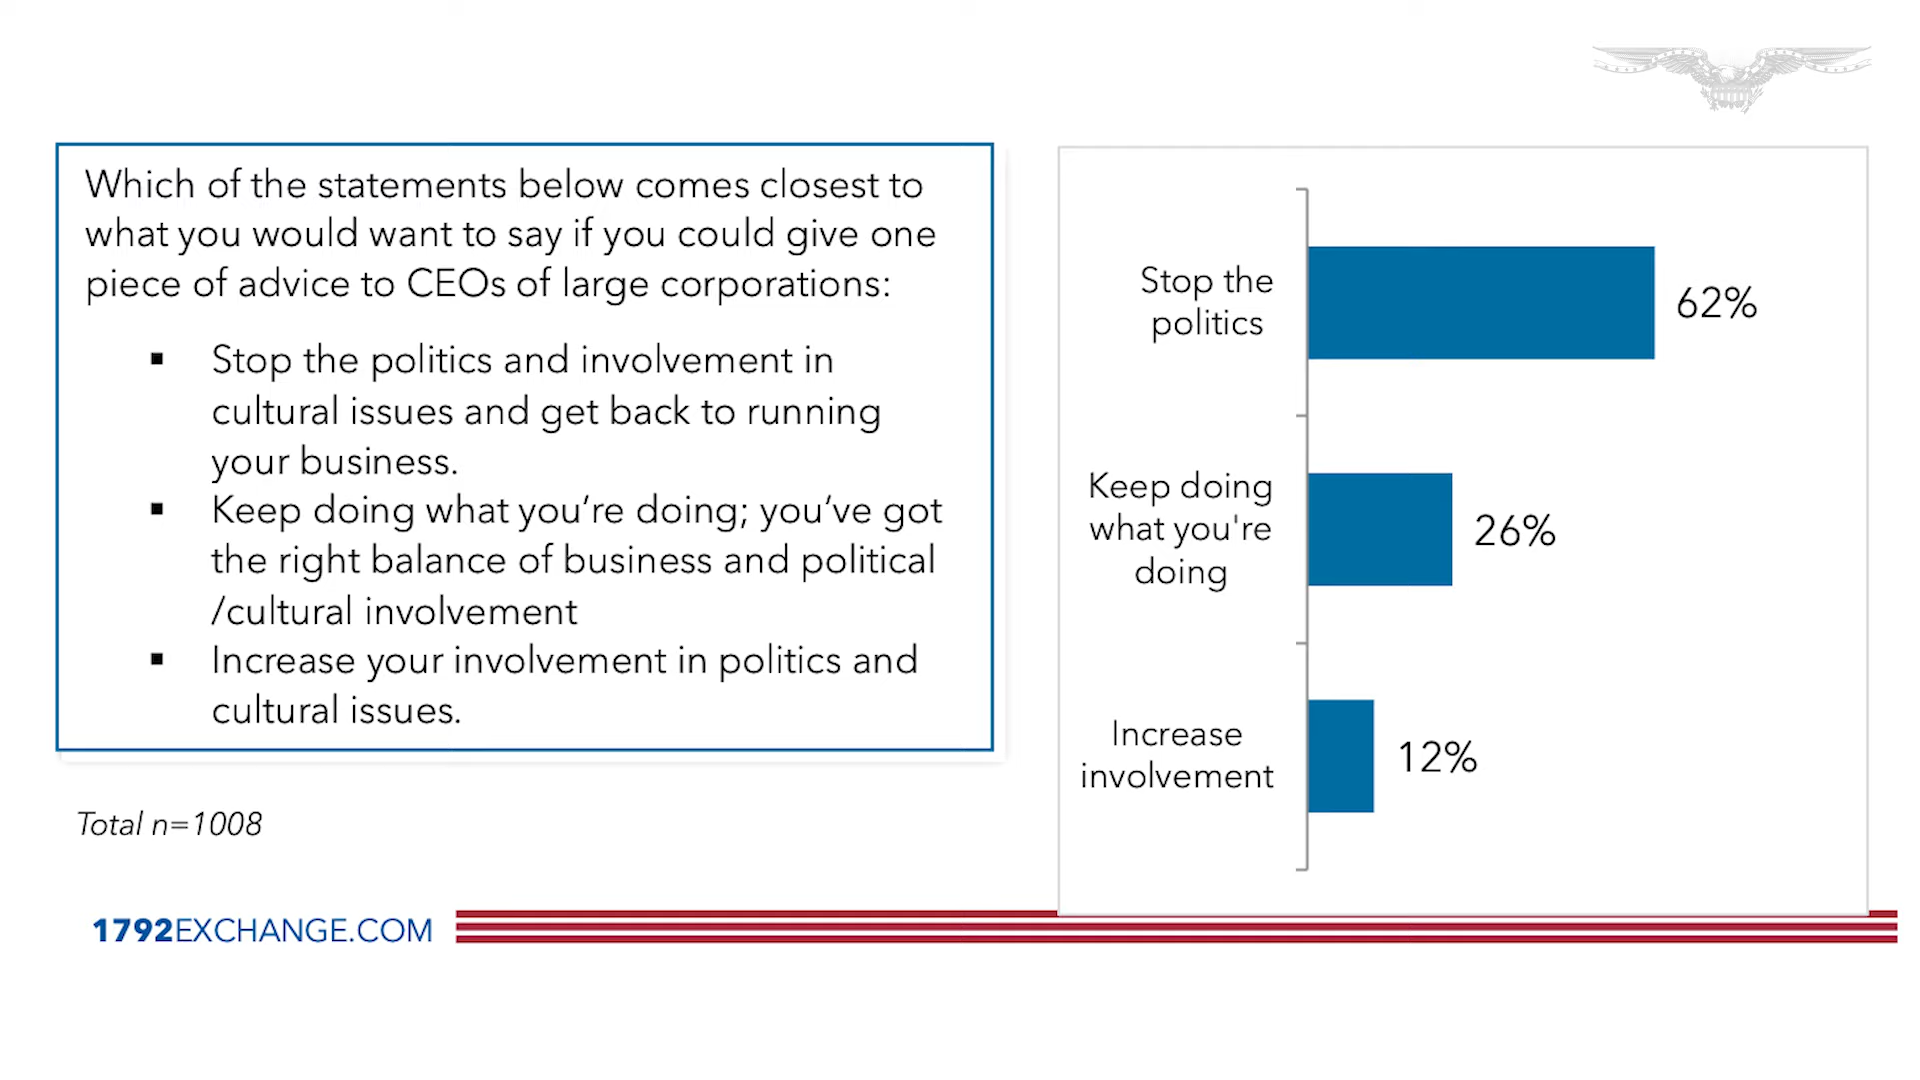 Which of the statements below comes closest to
what you would want to say if you could give one
piece of advice to CEOs of large corporations:
▪ Stop the politics and involvement in
cultural issues and get back to running
your business.
▪ Keep doing what you’re doing; you’ve got
the right balance of business and political
/cultural involvement
▪ Increase your involvement in politics and
cultural issues.
Total n=1008
Stop the
politics
62%
Keep doing
what you're
doing
26%
Increase
involvement
12%
1792EXCHANGE.COM